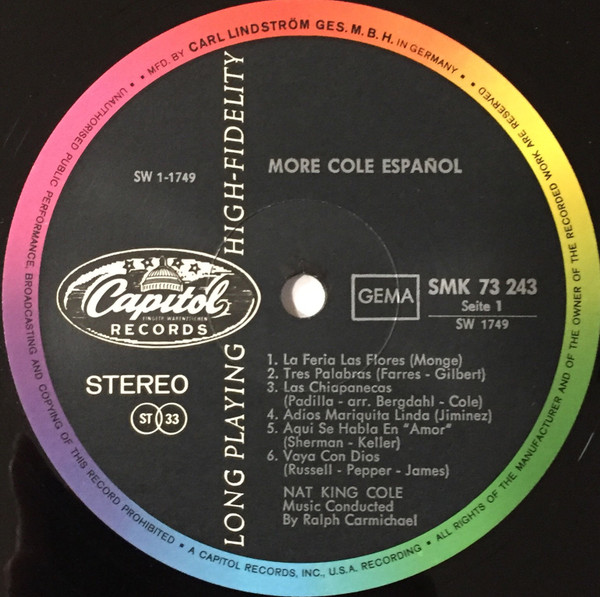 • • MFD. BY CARL LINDSTRÖM GES. M. B. H. IN GERMANY • •
UNAUTHORISED PUBLIC PERFORMANCE, BROADCASTING AND COPYING OF THIS RECORD PROHIBITED • A CAPITOL RECORDS, INC., U.S.A. RECORDING • ALL RIGHTS OF THE MANUFACTURER AND OF THE OWNER OF THE RECORDED WORK ARE RESERVED
LONG PLAYING HIGH-FIDELITY
MORE COLE ESPAÑOL
SW 1-1749
Capitol
EINGETR. WARENZEICHEN
RECORDS
STEREO
ST 33
GEMA
SMK 73 243
Seite 1
SW 1749
1. La Feria Las Flores (Monge)
2. Tres Palabras (Farres - Gilbert)
3. Las Chiapanecas
(Padilla - arr. Bergdahl - Cole)
4. Adios Mariquita Linda (Jiminez)
5. Aqui Se Habla En "Amor"
(Sherman - Keller)
6. Vaya Con Dios
(Russell - Pepper - James)
NAT KING COLE
Music Conducted
By Ralph Carmichael